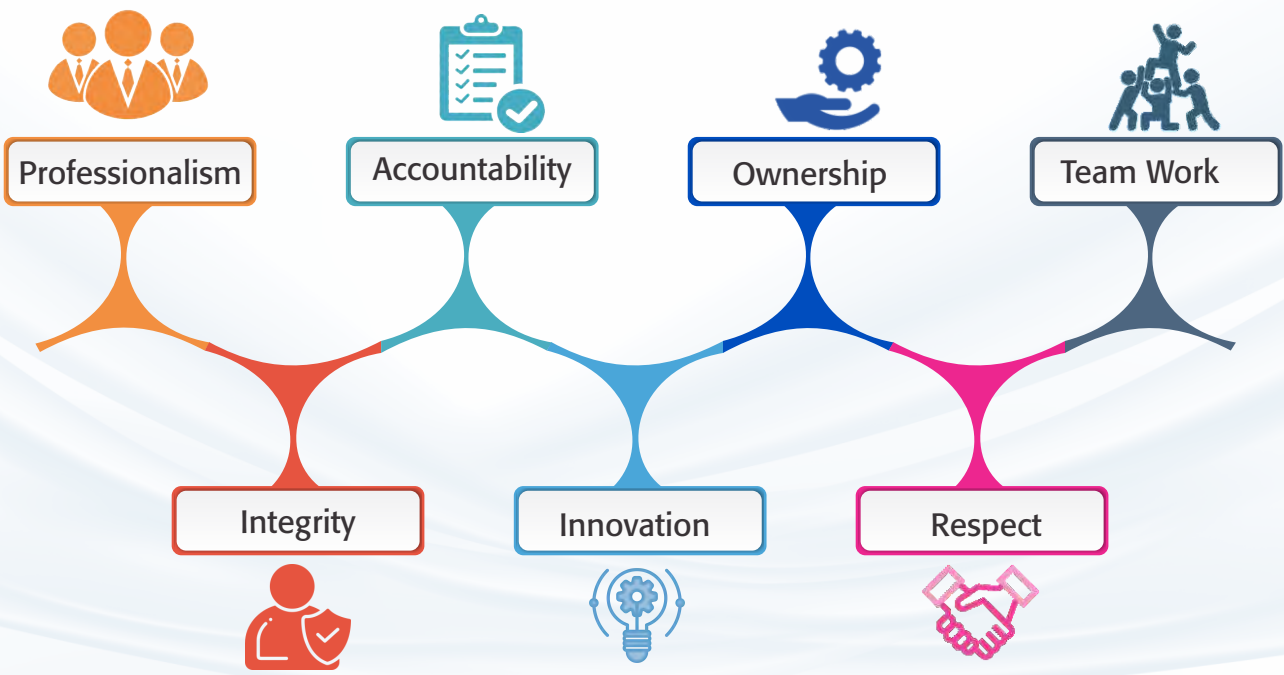 Professionalism
Accountability
Ownership
Team Work
Integrity
Innovation
Respect